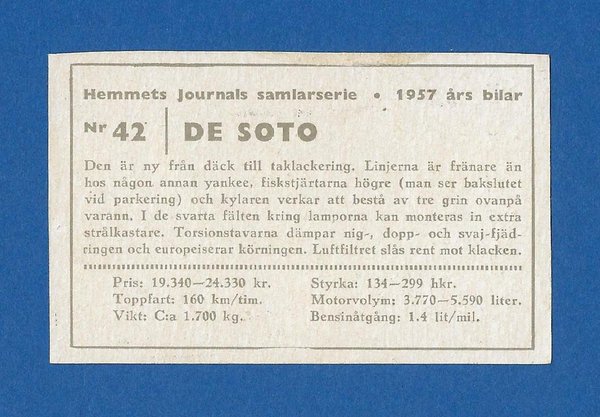 Hemmets Journals samlarserie • 1957 års bilar
Nr 42 DE SOTO
Den är ny från däck till taklackering. Linjerna är fränare än
hos någon annan yankee, fiskstjärtarna högre (man ser bakslutet
vid parkering) och kylaren verkar att bestå av tre grin ovanpå
varann. I de svarta fälten kring lamporna kan monteras in extra
strålkastare. Torsionstavarna dämpar nig-, dopp- och svaj-fjäd-
ringen och europeiserar körningen. Luftfiltret slås rent mot klacken.
Pris: 19.340—24.330 kr. Styrka: 134—299 hkr.
Toppfart: 160 km/tim. Motorvolym: 3.770—5.590 liter.
Vikt: C:a 1.700 kg. Bensinåtgång: 1.4 lit/mil.